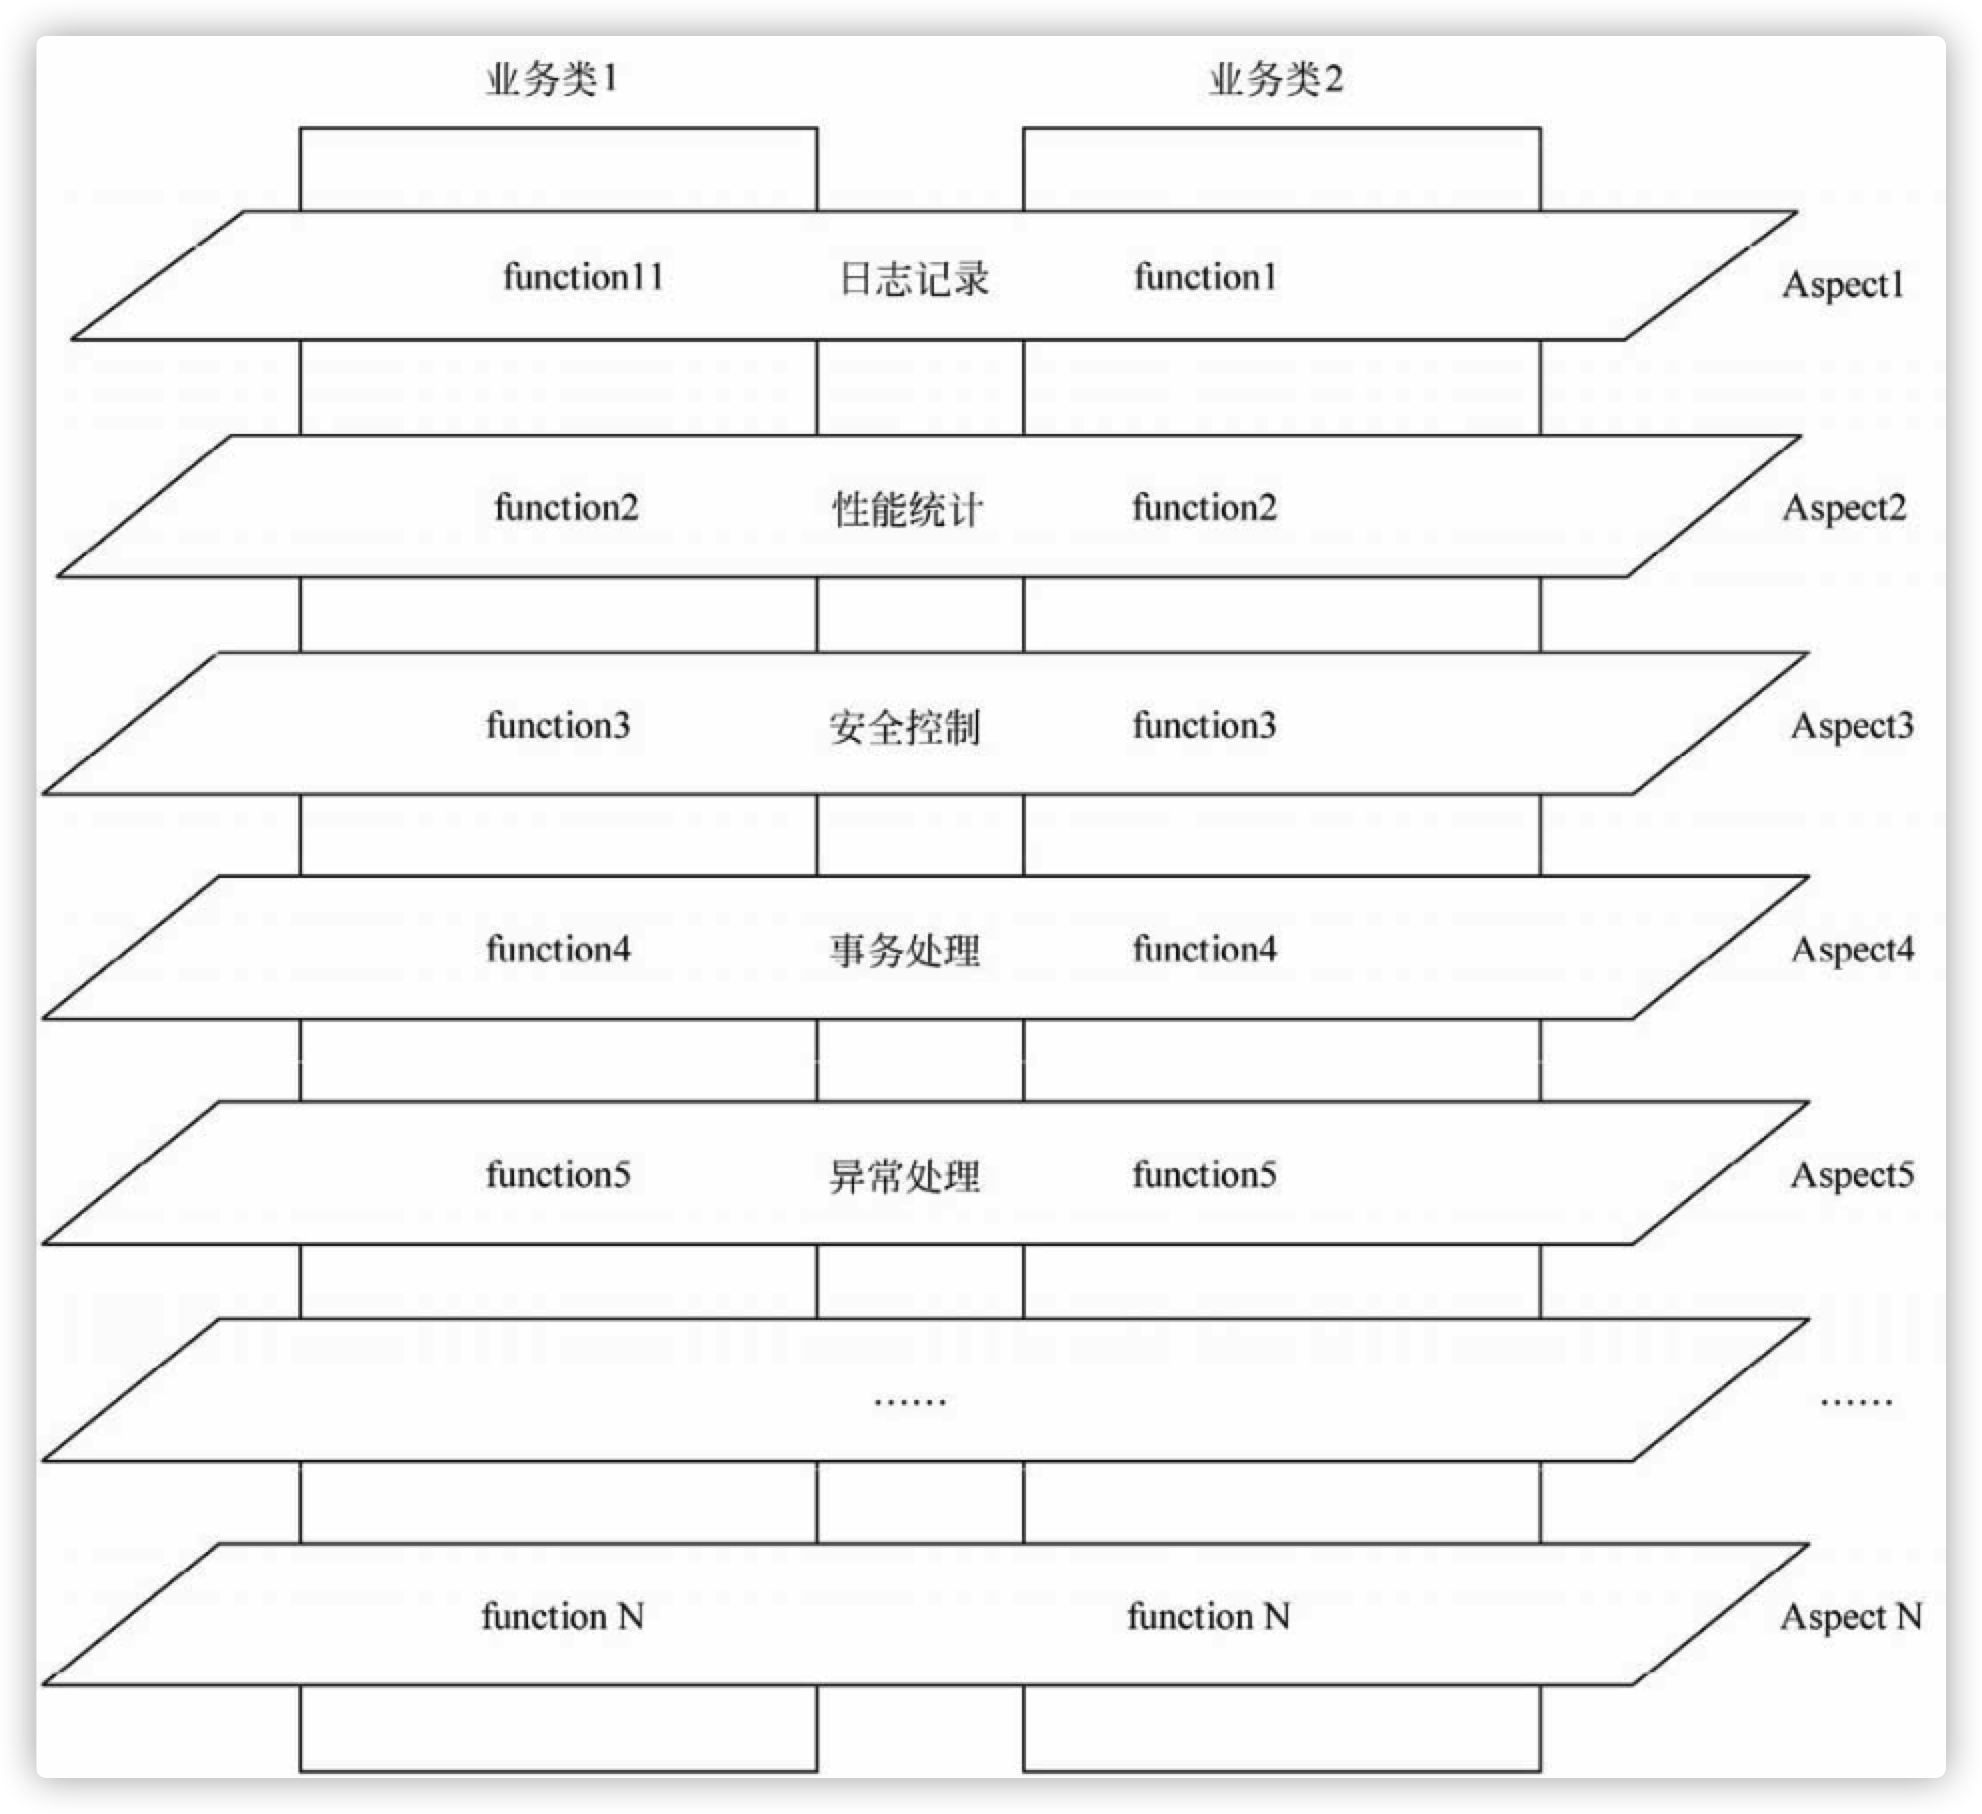 业务类1 业务类2
function11 日志记录 function1 Aspect1
function2 性能统计 function2 Aspect2
function3 安全控制 function3 Aspect3
function4 事务处理 function4 Aspect4
function5 异常处理 function5 Aspect5
...... ......
function N function N Aspect N